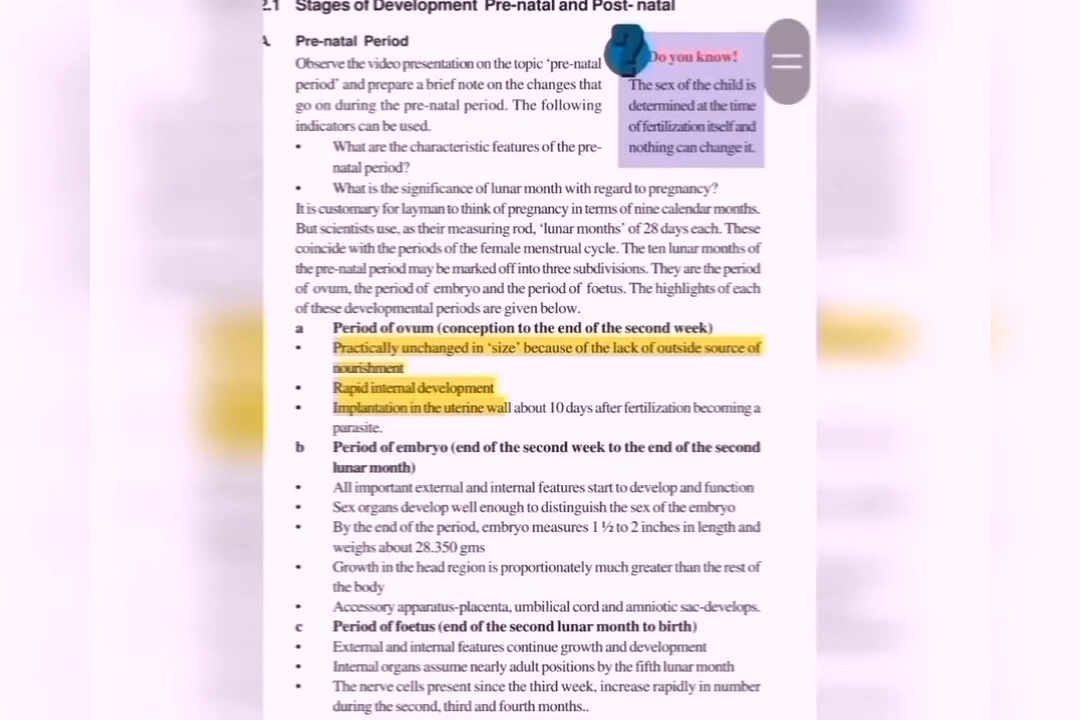 2.1 Stages of Development Pre-natal and Post- natal
A Pre-natal Period
Observe the video presentation on the topic ‘pre-natal
period’ and prepare a brief note on the changes that
go on during the pre-natal period. The following
indicators can be used.
• What are the characteristic features of the pre-
natal period?
?
Do you know!
The sex of the child is
determined at the time
of fertilization itself and
nothing can change it.
• What is the significance of lunar month with regard to pregnancy?
It is customary for layman to think of pregnancy in terms of nine calendar months.
But scientists use, as their measuring rod, ‘lunar months’ of 28 days each. These
coincide with the periods of the female menstrual cycle. The ten lunar months of
the pre-natal period may be marked off into three subdivisions. They are the period
of ovum, the period of embryo and the period of foetus. The highlights of each
of these developmental periods are given below.
a Period of ovum (conception to the end of the second week)
• Practically unchanged in ‘size’ because of the lack of outside source of
nourishment
• Rapid internal development
• Implantation in the uterine wall about 10 days after fertilization becoming a
parasite.
b Period of embryo (end of the second week to the end of the second
lunar month)
• All important external and internal features start to develop and function
• Sex organs develop well enough to distinguish the sex of the embryo
• By the end of the period, embryo measures 1 ½ to 2 inches in length and
weighs about 28.350 gms
• Growth in the head region is proportionately much greater than the rest of
the body
• Accessory apparatus-placenta, umbilical cord and amniotic sac-develops.
c Period of foetus (end of the second lunar month to birth)
• External and internal features continue growth and development
• Internal organs assume nearly adult positions by the fifth lunar month
• The nerve cells present since the third week, increase rapidly in number
during the second, third and fourth months..